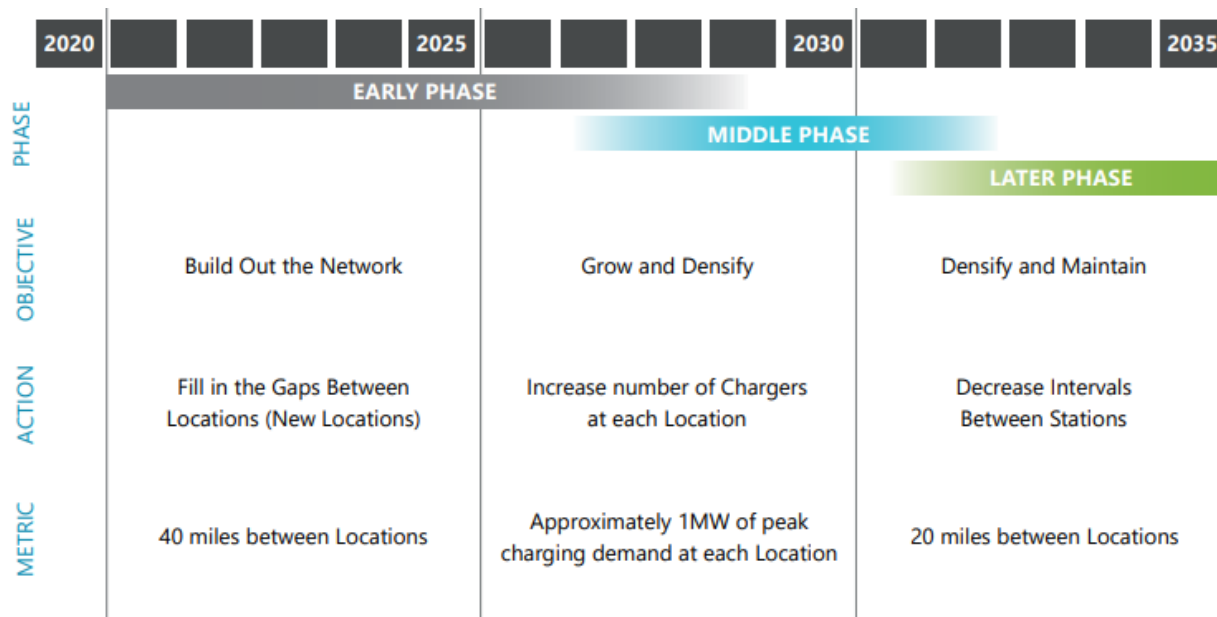 2020
2025
2030
2035
PHASE
EARLY PHASE
MIDDLE PHASE
LATER PHASE
OBJECTIVE
Build Out the Network
Grow and Densify
Densify and Maintain
ACTION
Fill in the Gaps Between
Locations (New Locations)
Increase number of Chargers
at each Location
Decrease Intervals
Between Stations
METRIC
40 miles between Locations
Approximately 1MW of peak
charging demand at each Location
20 miles between Locations